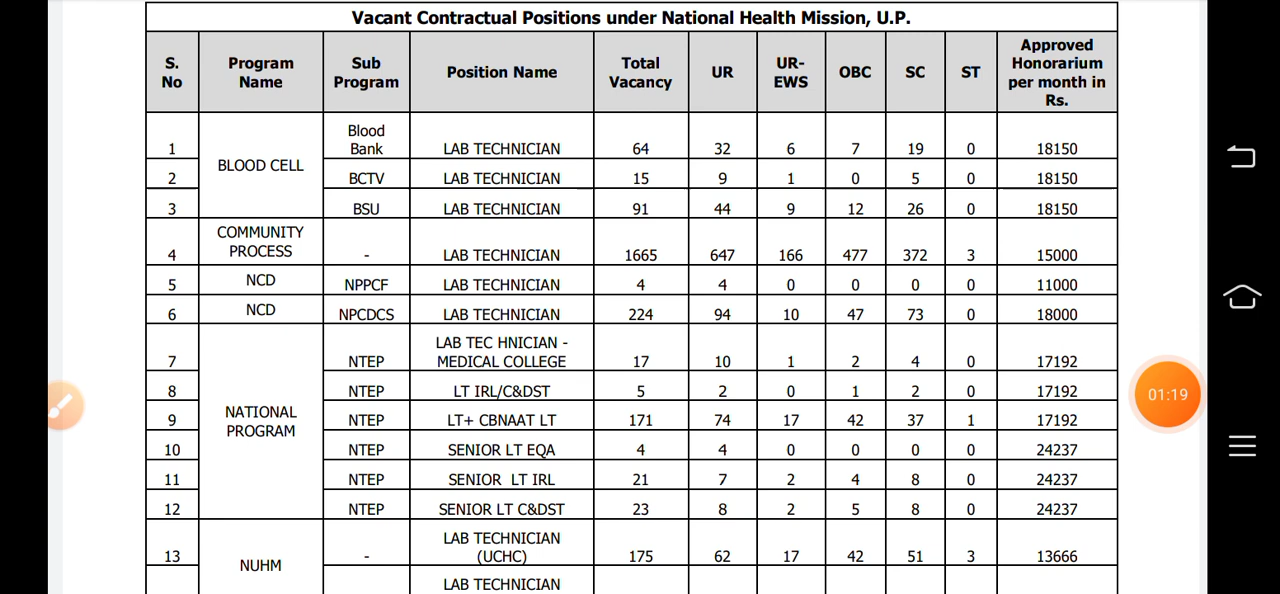 Vacant Contractual Positions under National Health Mission, U.P.
S. No | Program Name | Sub Program | Position Name | Total Vacancy | UR | UR-EWS | OBC | SC | ST | Approved Honorarium per month in Rs.
1 | BLOOD CELL | Blood Bank | LAB TECHNICIAN | 64 | 32 | 6 | 7 | 19 | 0 | 18150
2 | BCTV | LAB TECHNICIAN | 15 | 9 | 1 | 0 | 5 | 0 | 18150
3 | BSU | LAB TECHNICIAN | 91 | 44 | 9 | 12 | 26 | 0 | 18150
4 | COMMUNITY PROCESS | - | LAB TECHNICIAN | 1665 | 647 | 166 | 477 | 372 | 3 | 15000
5 | NCD | NPPCF | LAB TECHNICIAN | 4 | 4 | 0 | 0 | 0 | 0 | 11000
6 | NCD | NPCDCS | LAB TECHNICIAN | 224 | 94 | 10 | 47 | 73 | 0 | 18000
7 | NATIONAL PROGRAM | NTEP | LAB TEC HNICIAN - MEDICAL COLLEGE | 17 | 10 | 1 | 2 | 4 | 0 | 17192
8 | NTEP | LT IRL/C&DST | 5 | 2 | 0 | 1 | 2 | 0 | 17192
9 | NTEP | LT+ CBNAAT LT | 171 | 74 | 17 | 42 | 37 | 1 | 17192
10 | NTEP | SENIOR LT EQA | 4 | 4 | 0 | 0 | 0 | 0 | 24237
11 | NTEP | SENIOR LT IRL | 21 | 7 | 2 | 4 | 8 | 0 | 24237
12 | NTEP | SENIOR LT C&DST | 23 | 8 | 2 | 5 | 8 | 0 | 24237
13 | NUHM | - | LAB TECHNICIAN (UCHC) | 175 | 62 | 17 | 42 | 51 | 3 | 13666
LAB TECHNICIAN
01:19